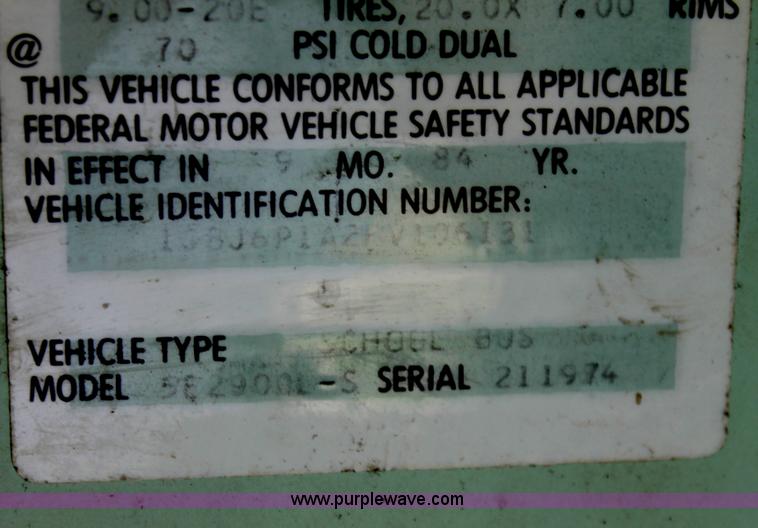 9.00-20E TIRES, 20.0X 7.00 RIMS
@ 70 PSI COLD DUAL
THIS VEHICLE CONFORMS TO ALL APPLICABLE
FEDERAL MOTOR VEHICLE SAFETY STANDARDS
IN EFFECT IN 9 MO. 84 YR.
VEHICLE IDENTIFICATION NUMBER:
VEHICLE TYPE SCHOOL BUS
MODEL SERIAL 211974
www.purplewave.com